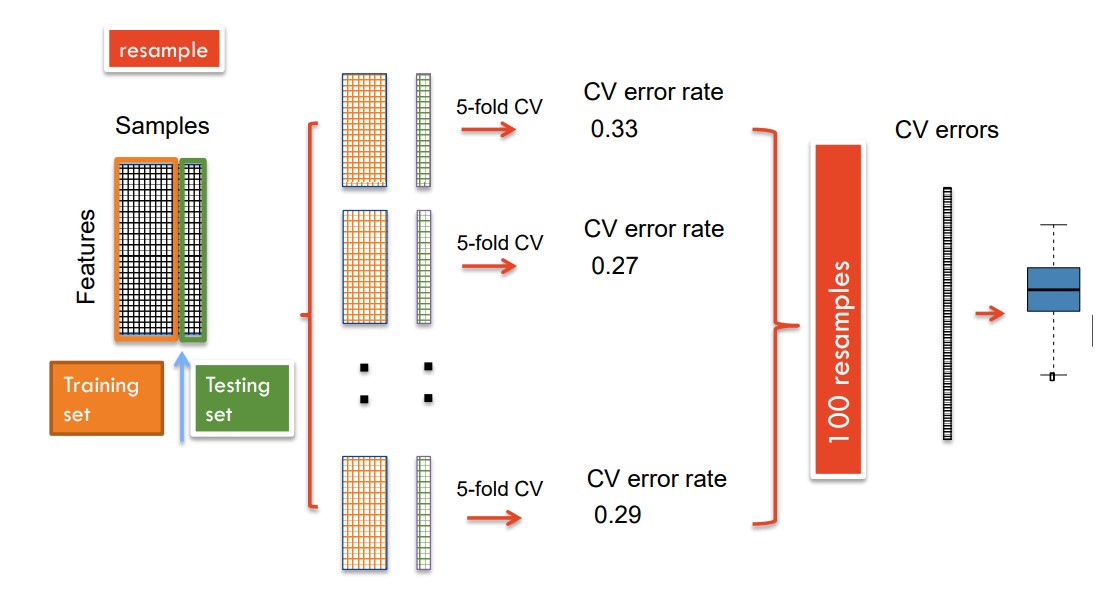 resample
Samples
Features
Training
set
Testing
set
5-fold CV
CV error rate
0.33
5-fold CV
CV error rate
0.27
5-fold CV
CV error rate
0.29
100 resamples
CV errors